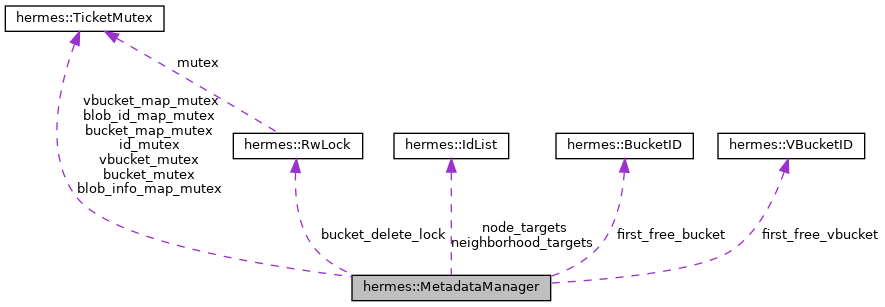 hermes::TicketMutex
mutex
vbucket_map_mutex
blob_id_map_mutex
bucket_map_mutex
id_mutex
vbucket_mutex
bucket_mutex
blob_info_map_mutex
hermes::RwLock
hermes::IdList
hermes::BucketID
hermes::VBucketID
bucket_delete_lock
node_targets
neighborhood_targets
first_free_bucket
first_free_vbucket
hermes::MetadataManager